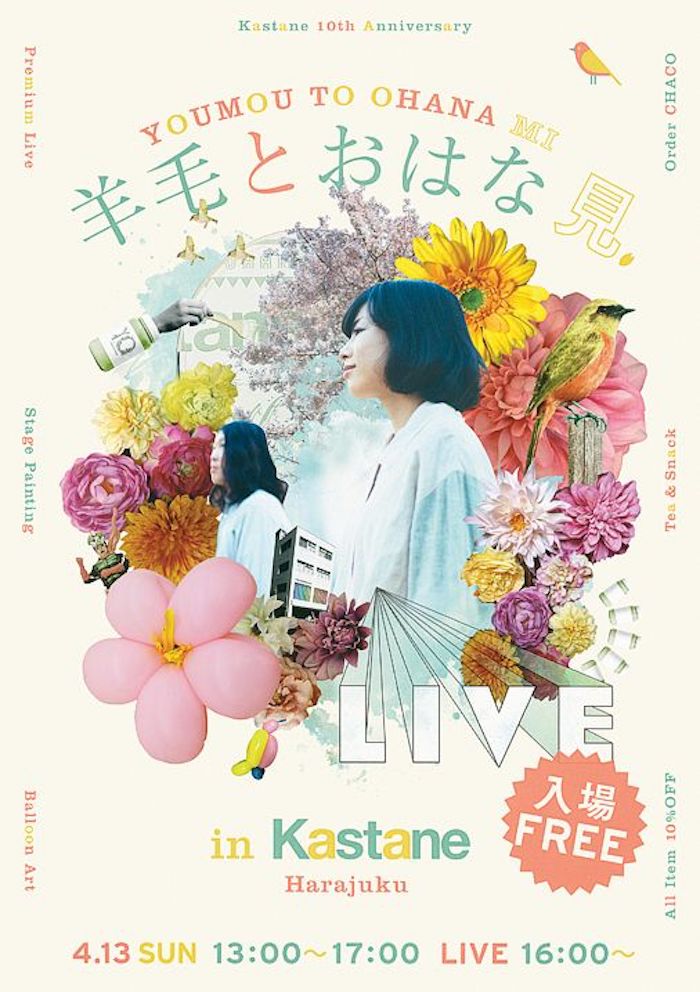 Kastane 10th Anniversary
YOUMOU TO OHANA MI
羊毛とおはな見。
Premium Live
Order CHACO
Stage Painting
Tea & Snack
Balloon Art
All Item 10%OFF
LIVE
入場
FREE
in Kastane
Harajuku
4.13 SUN 13:00〜17:00 LIVE 16:00〜